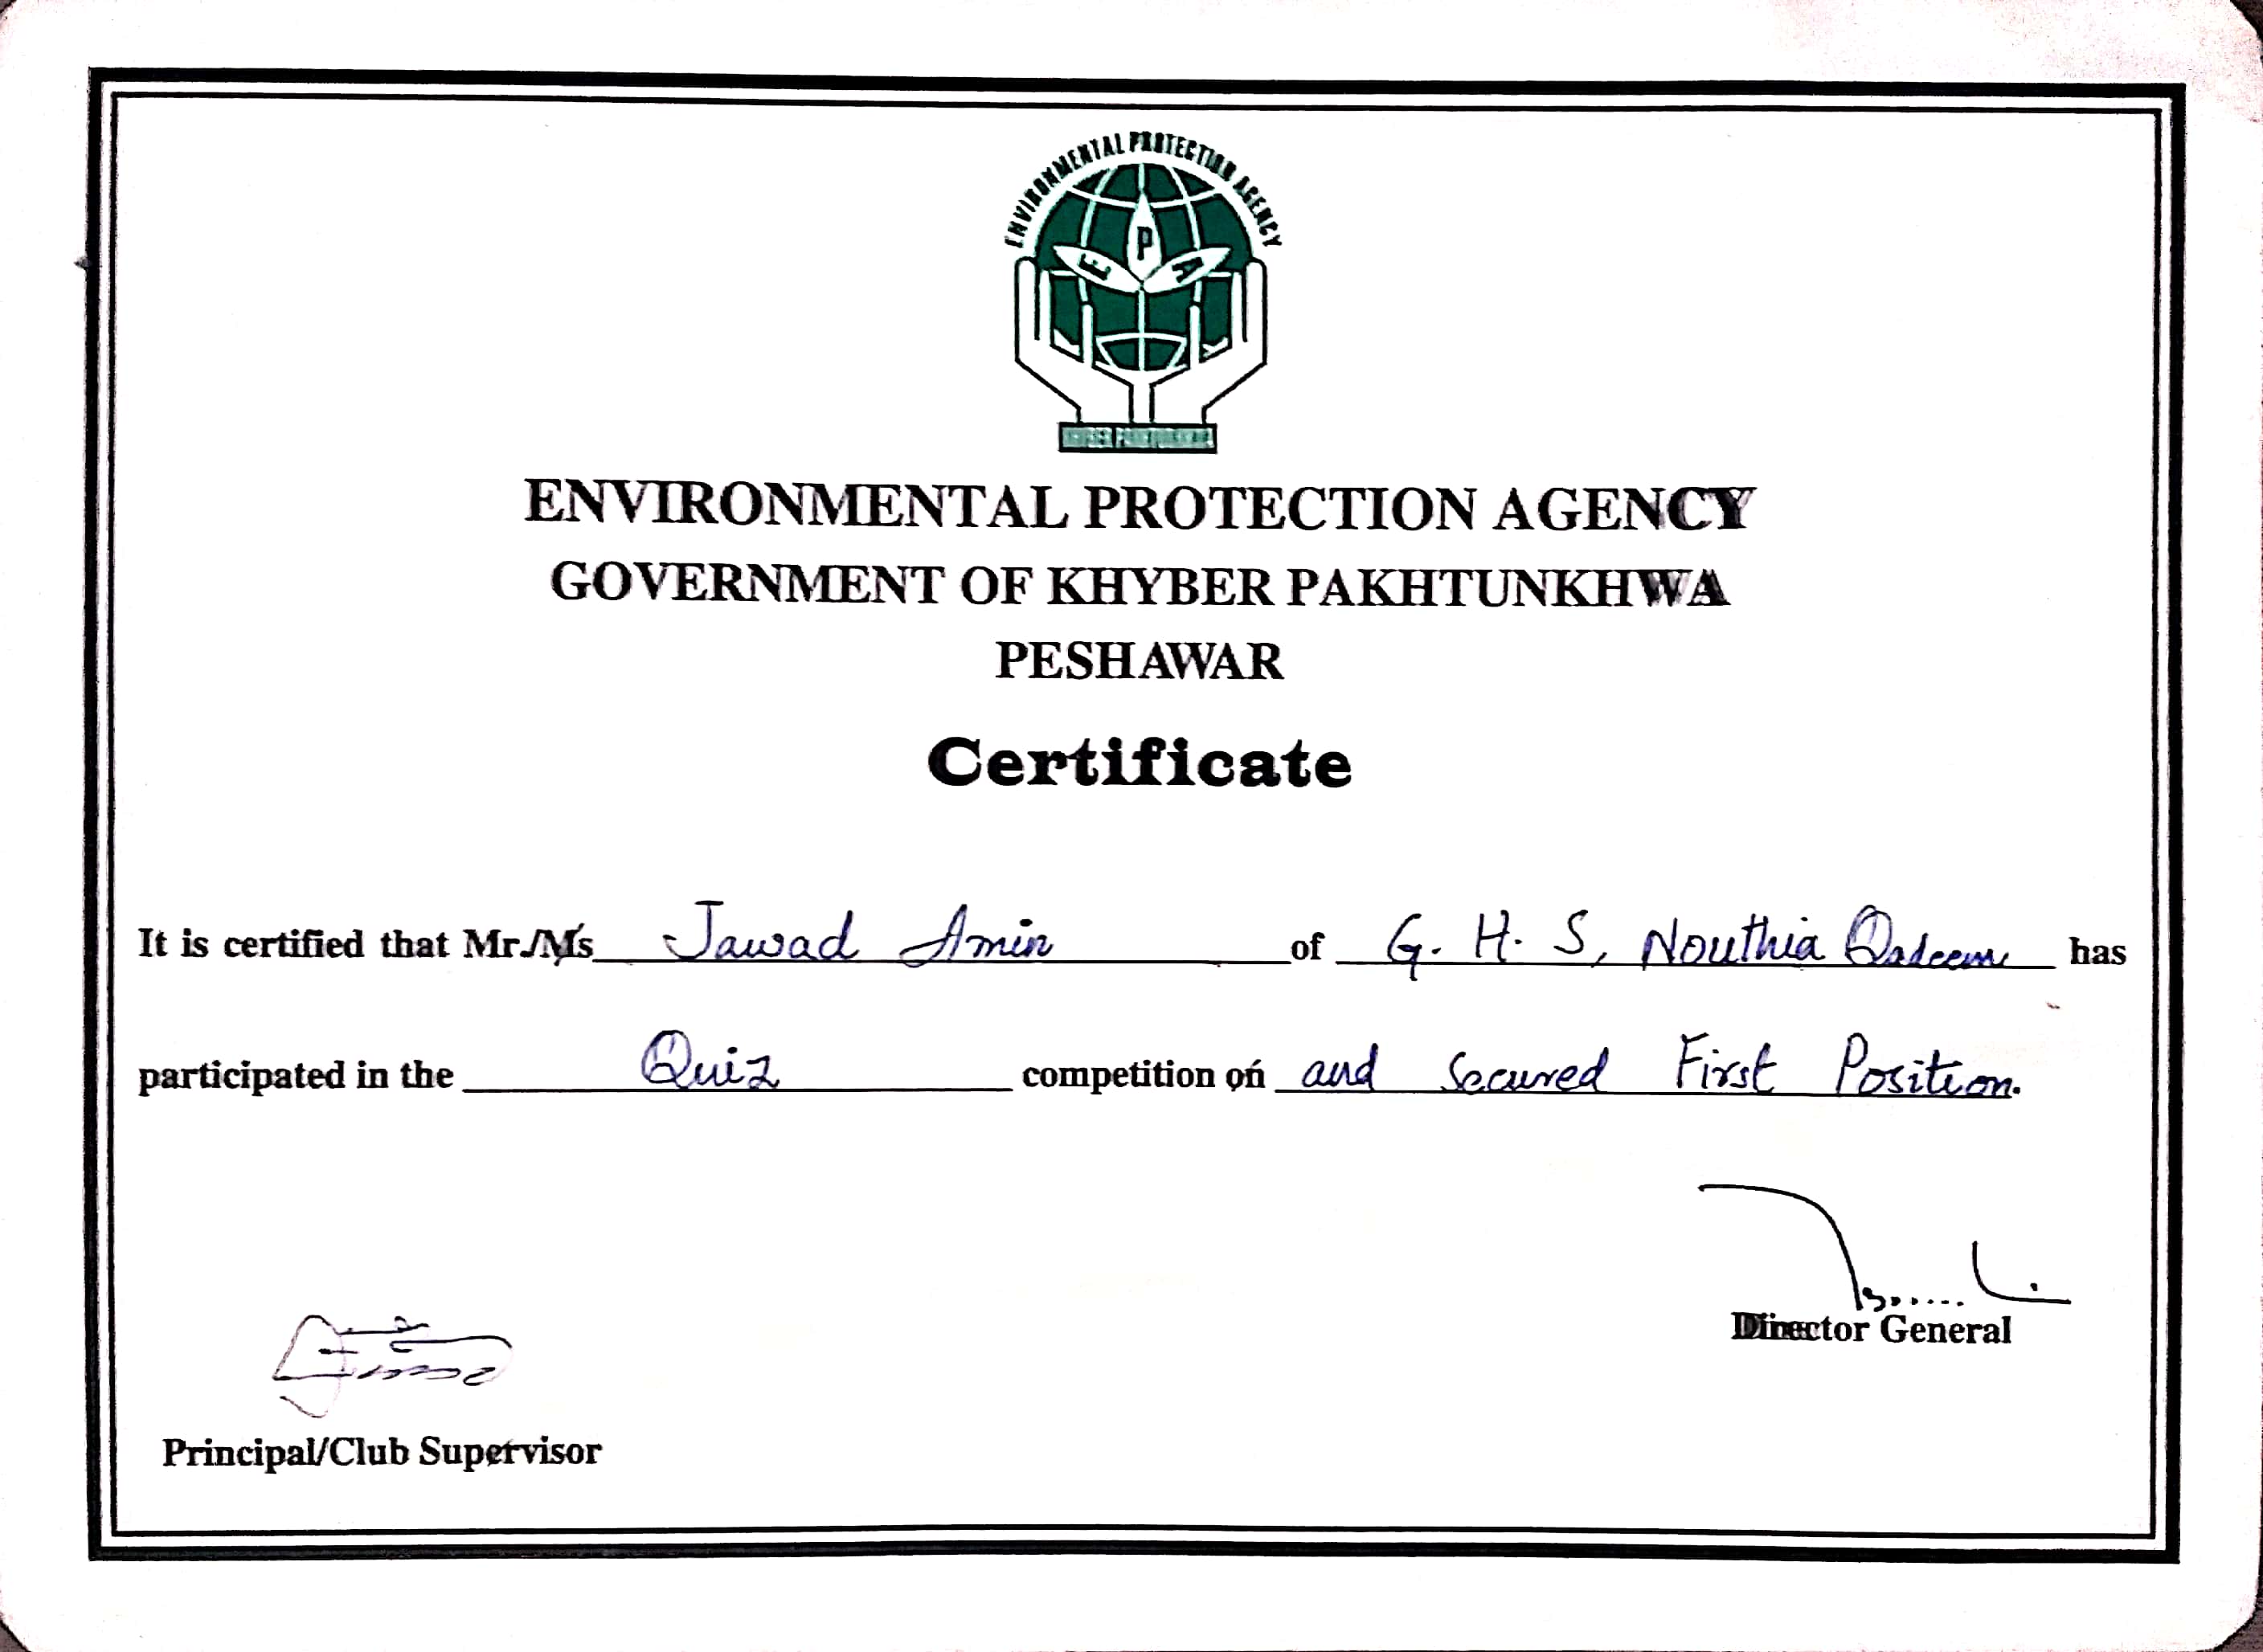 ENVIRONMENTAL PROTECTION AGENCY
E P A
KHYBER PAKHTUNKHWA
ENVIRONMENTAL PROTECTION AGENCY
GOVERNMENT OF KHYBER PAKHTUNKHWA
PESHAWAR
Certificate
It is certified that Mr./Ms Jawad Amin of G. H. S, Nouthia Qadeem has
participated in the Quiz competition on and secured First Position.
Director General
Principal/Club Supervisor